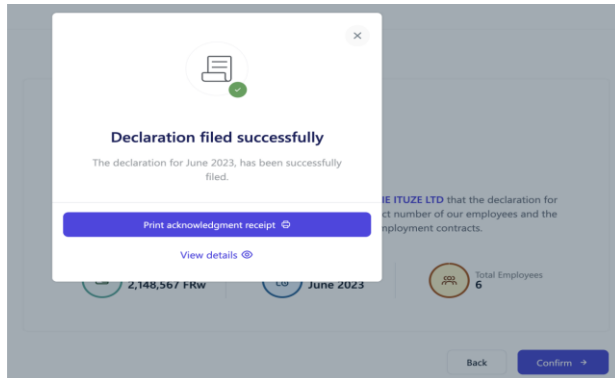 Declaration filed successfully
The declaration for June 2023, has been successfully
filed.
Print acknowledgment receipt
View details
IE ITUZE LTD that the declaration for
ct number of our employees and the
mployment contracts.
2,148,567 FRw
June 2023
Total Employees
6
Back
Confirm